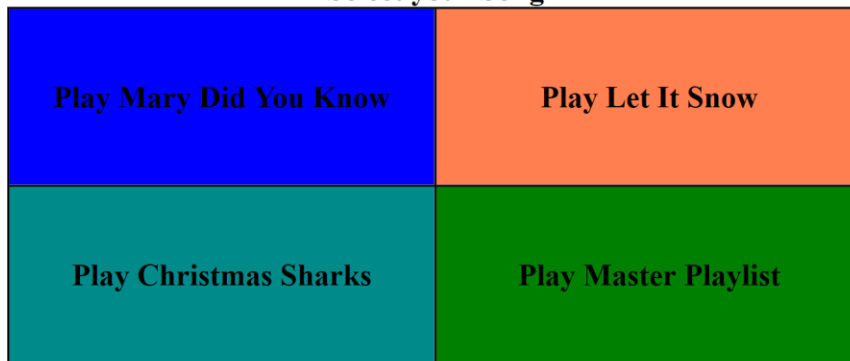 Play Mary Did You Know
Play Let It Snow
Play Christmas Sharks
Play Master Playlist